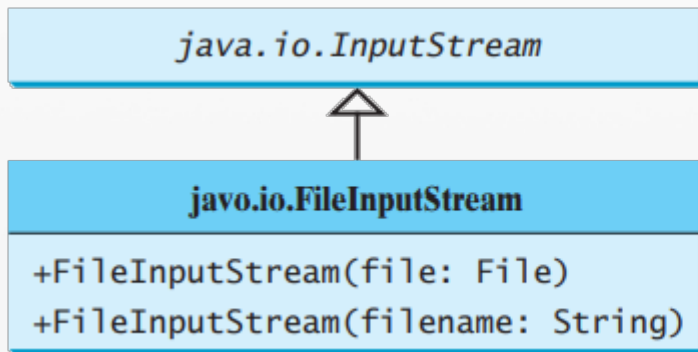 java.io.InputStream
javo.io.FileInputStream
+FileInputStream(file: File)
+FileInputStream(filename: String)